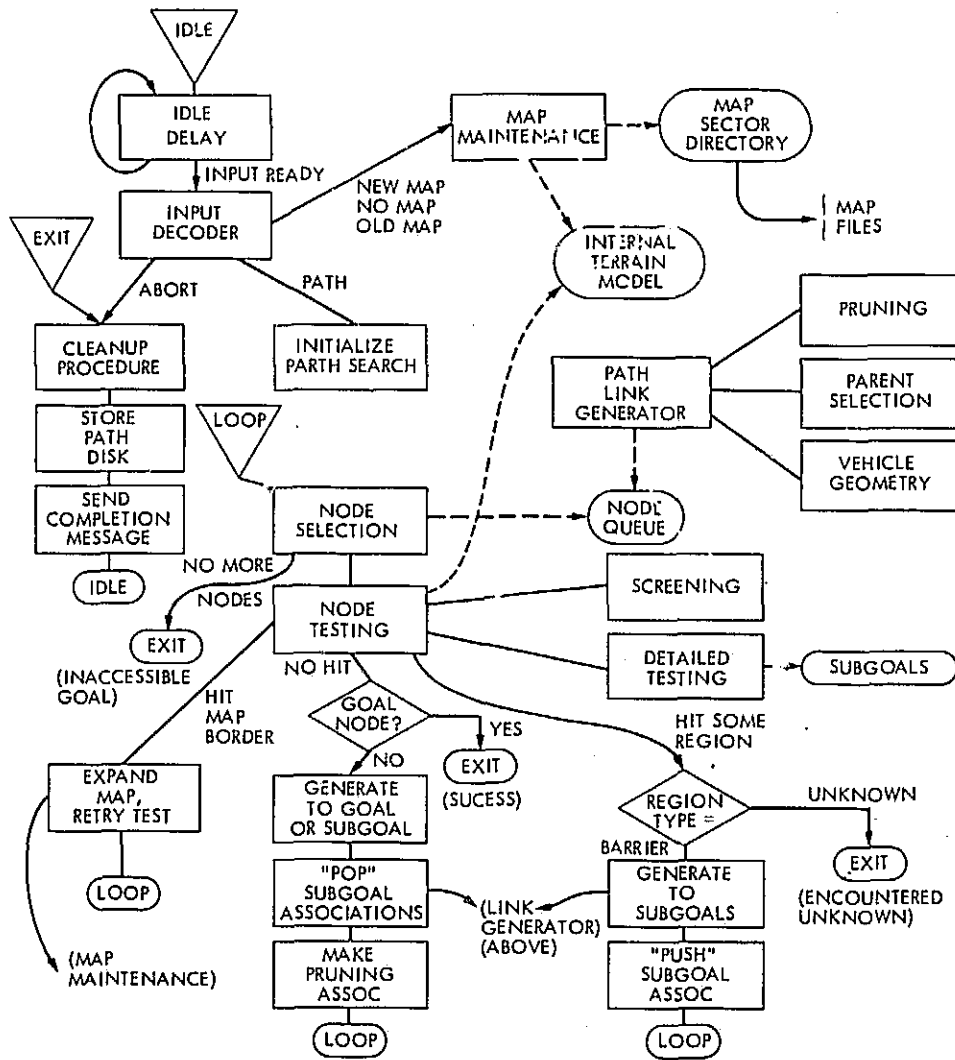 IDLE
IDLE
DELAY
INPUT READY
INPUT
DECODER
MAP
MAINTENANCE
MAP
SECTOR
DIRECTORY
NEW MAP
NO MAP
OLD MAP
MAP
FILES
INTERNAL
TERRAIN
MODEL
EXIT
ABORT
PATH
CLEANUP
PROCEDURE
INITIALIZE
PARTH SEARCH
STORE
PATH
DISK
SEND
COMPLETION
MESSAGE
IDLE
PATH
LINK
GENERATOR
PRUNING
PARENT
SELECTION
VEHICLE
GEOMETRY
NODE
QUEUE
LOOP
NODE
SELECTION
NO MORE
NODES
EXIT
(INACCESSIBLE
GOAL)
NODE
TESTING
SCREENING
DETAILED
TESTING
SUBGOALS
HIT
MAP
BORDER
NO HIT
HIT SOME
REGION
EXPAND
MAP,
RETRY TEST
LOOP
(MAP
MAINTENANCE)
GOAL
NODE?
YES
EXIT
(SUCESS)
NO
GENERATE
TO GOAL
OR SUBGOAL
"POP"
SUBGOAL
ASSOCIATIONS
MAKE
PRUNING
ASSOC
LOOP
(LINK
GENERATOR)
(ABOVE)
REGION
TYPE =
UNKNOWN
EXIT
(ENCOUNTERED
UNKNOWN)
BARRIER
GENERATE
TO
SUBGOALS
"PUSH"
SUBGOAL
ASSOC
LOOP